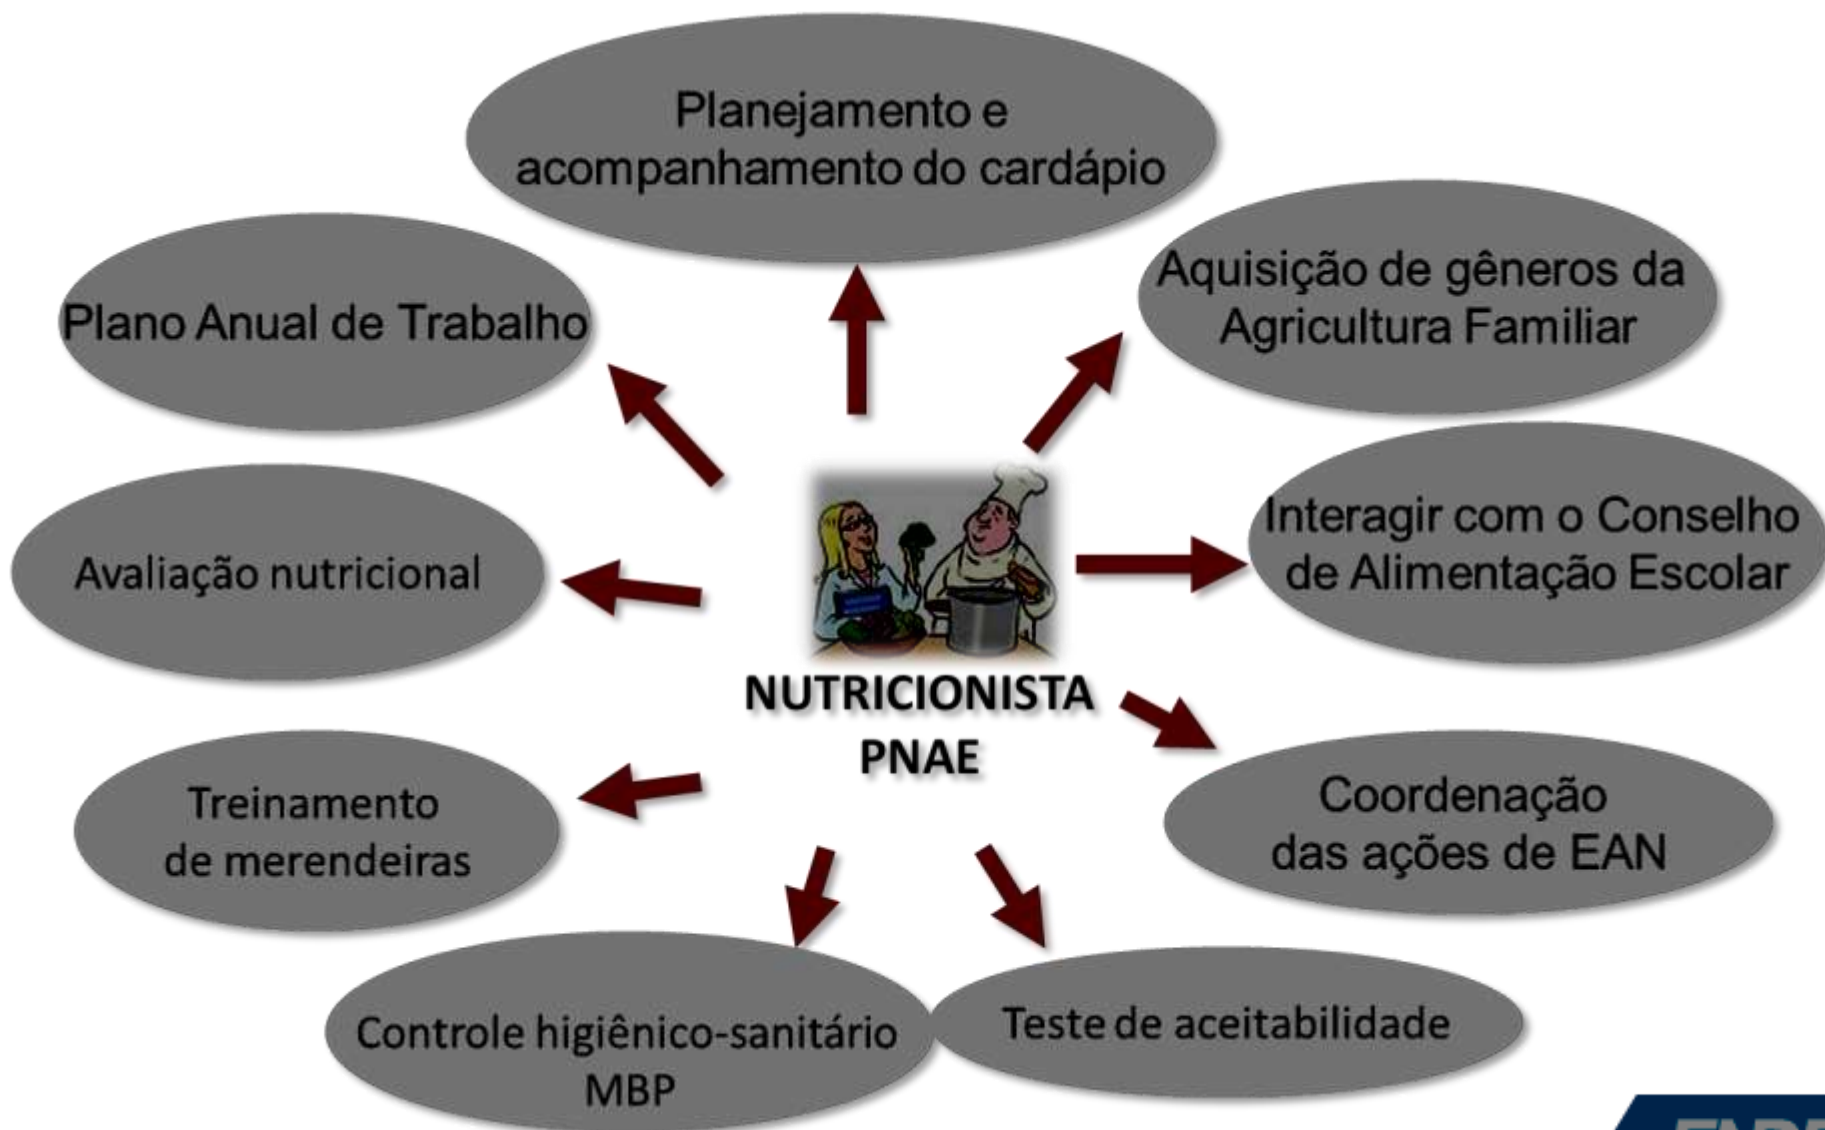 Planejamento e
acompanhamento do cardápio
Aquisição de gêneros da
Agricultura Familiar
Plano Anual de Trabalho
Interagir com o Conselho
de Alimentação Escolar
Avaliação nutricional
NUTRICIONISTA
PNAE
Coordenação
das ações de EAN
Treinamento
de merendeiras
Controle higiênico-sanitário
MBP
Teste de aceitabilidade